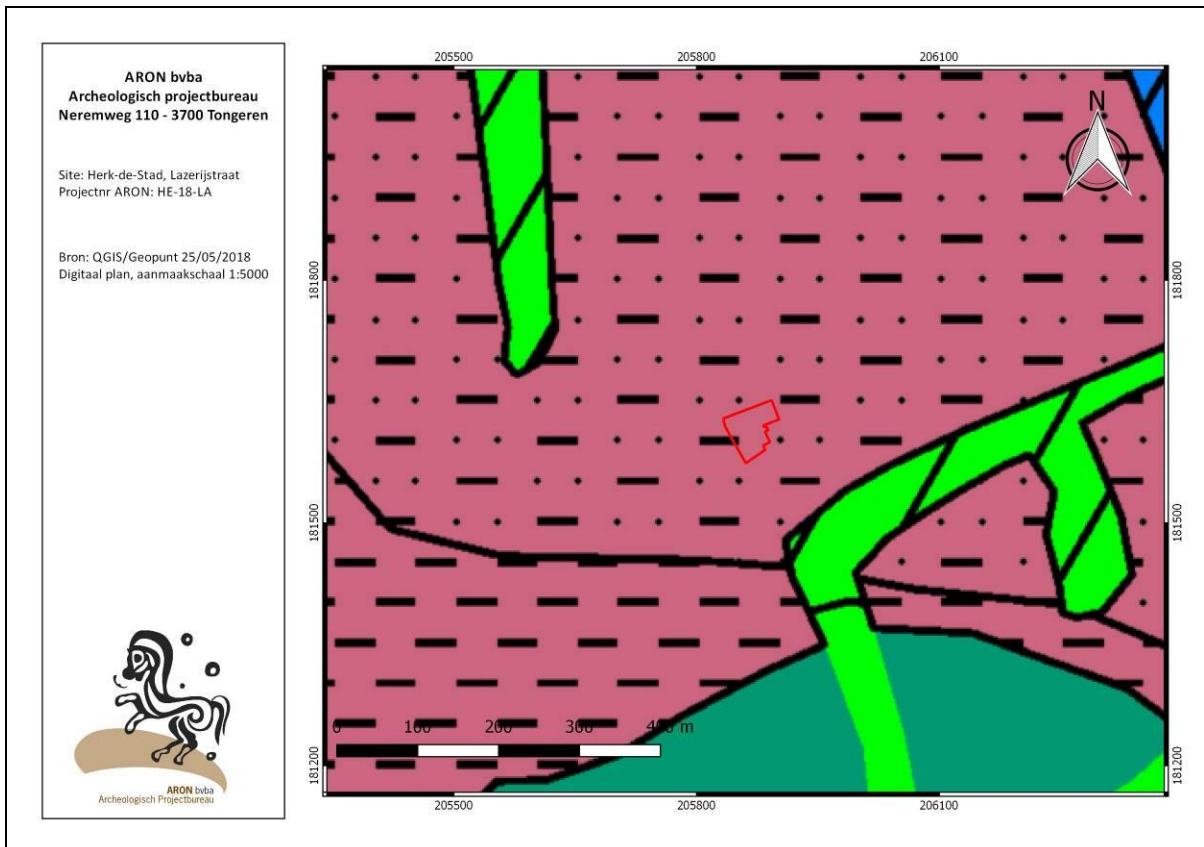 ARON bvba
Archeologisch projectbureau
Neremweg 110 - 3700 Tongeren
Site: Herk-de-Stad, Lazerijstraat
Projectnr ARON: HE-18-LA
Bron: QGIS/Geopunt 25/05/2018
Digitaal plan, aanmaakschaal 1:5000
ARON bvba
Archeologisch Projectbureau
205500 205800 206100
N
181800 181800
181500 181500
0 100 200 300 400 m
181200 181200
205500 205800 206100